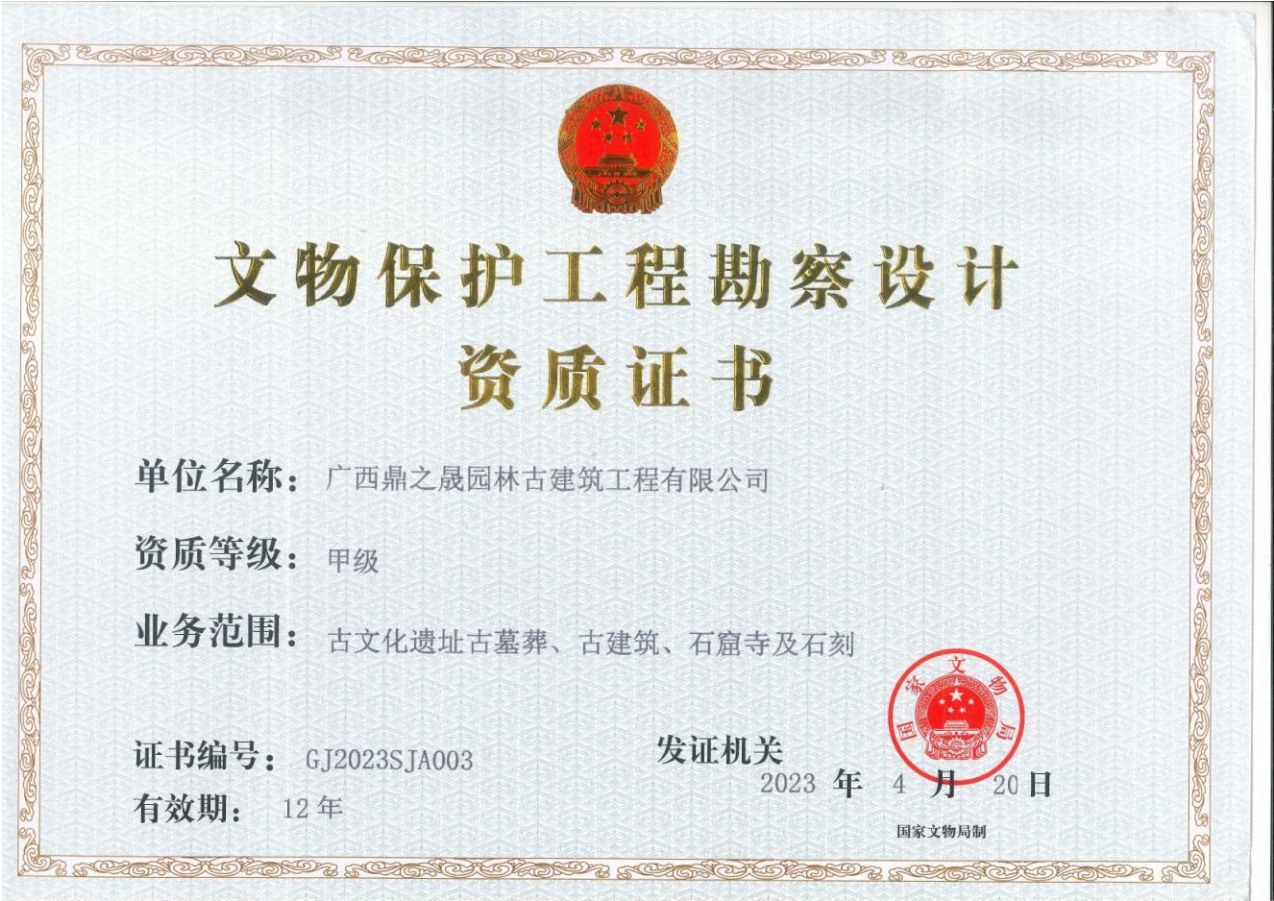 文物保护工程勘察设计
资质证书
单位名称：广西鼎之晟园林古建筑工程有限公司
资质等级：甲级
业务范围：古文化遗址古墓葬、古建筑、石窟寺及石刻
国家文物局
证书编号：GJ2023SJA003
发证机关
2023 年 4 月 20 日
有效期：12 年
国家文物局制